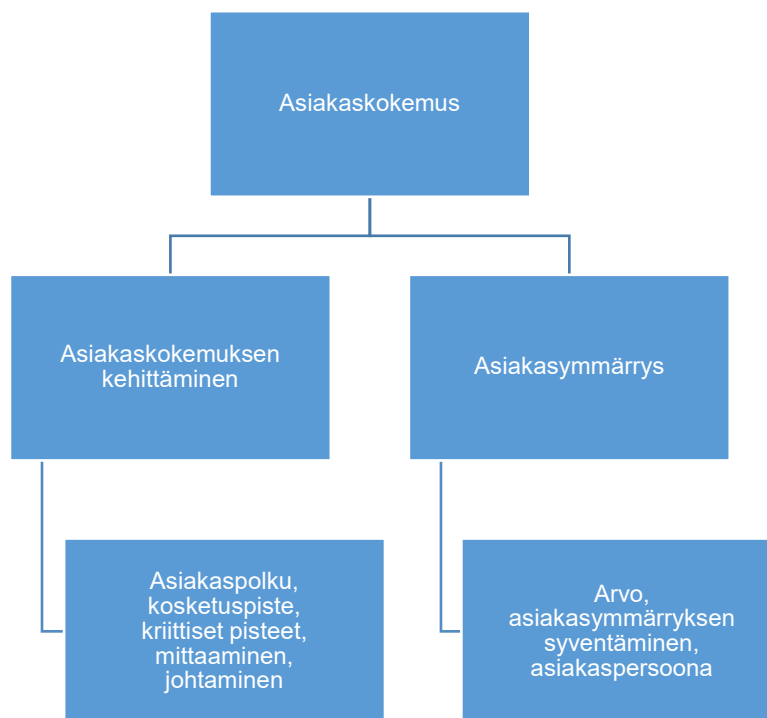 Asiakaskokemus
Asiakaskokemuksen
kehittäminen
Asiakasymmärrys
Asiakaspolku,
kosketuspiste,
kriittiset pisteet,
mittaaminen,
johtaminen
Arvo,
asiakasymmärryksen
syventäminen,
asiakaspersoona